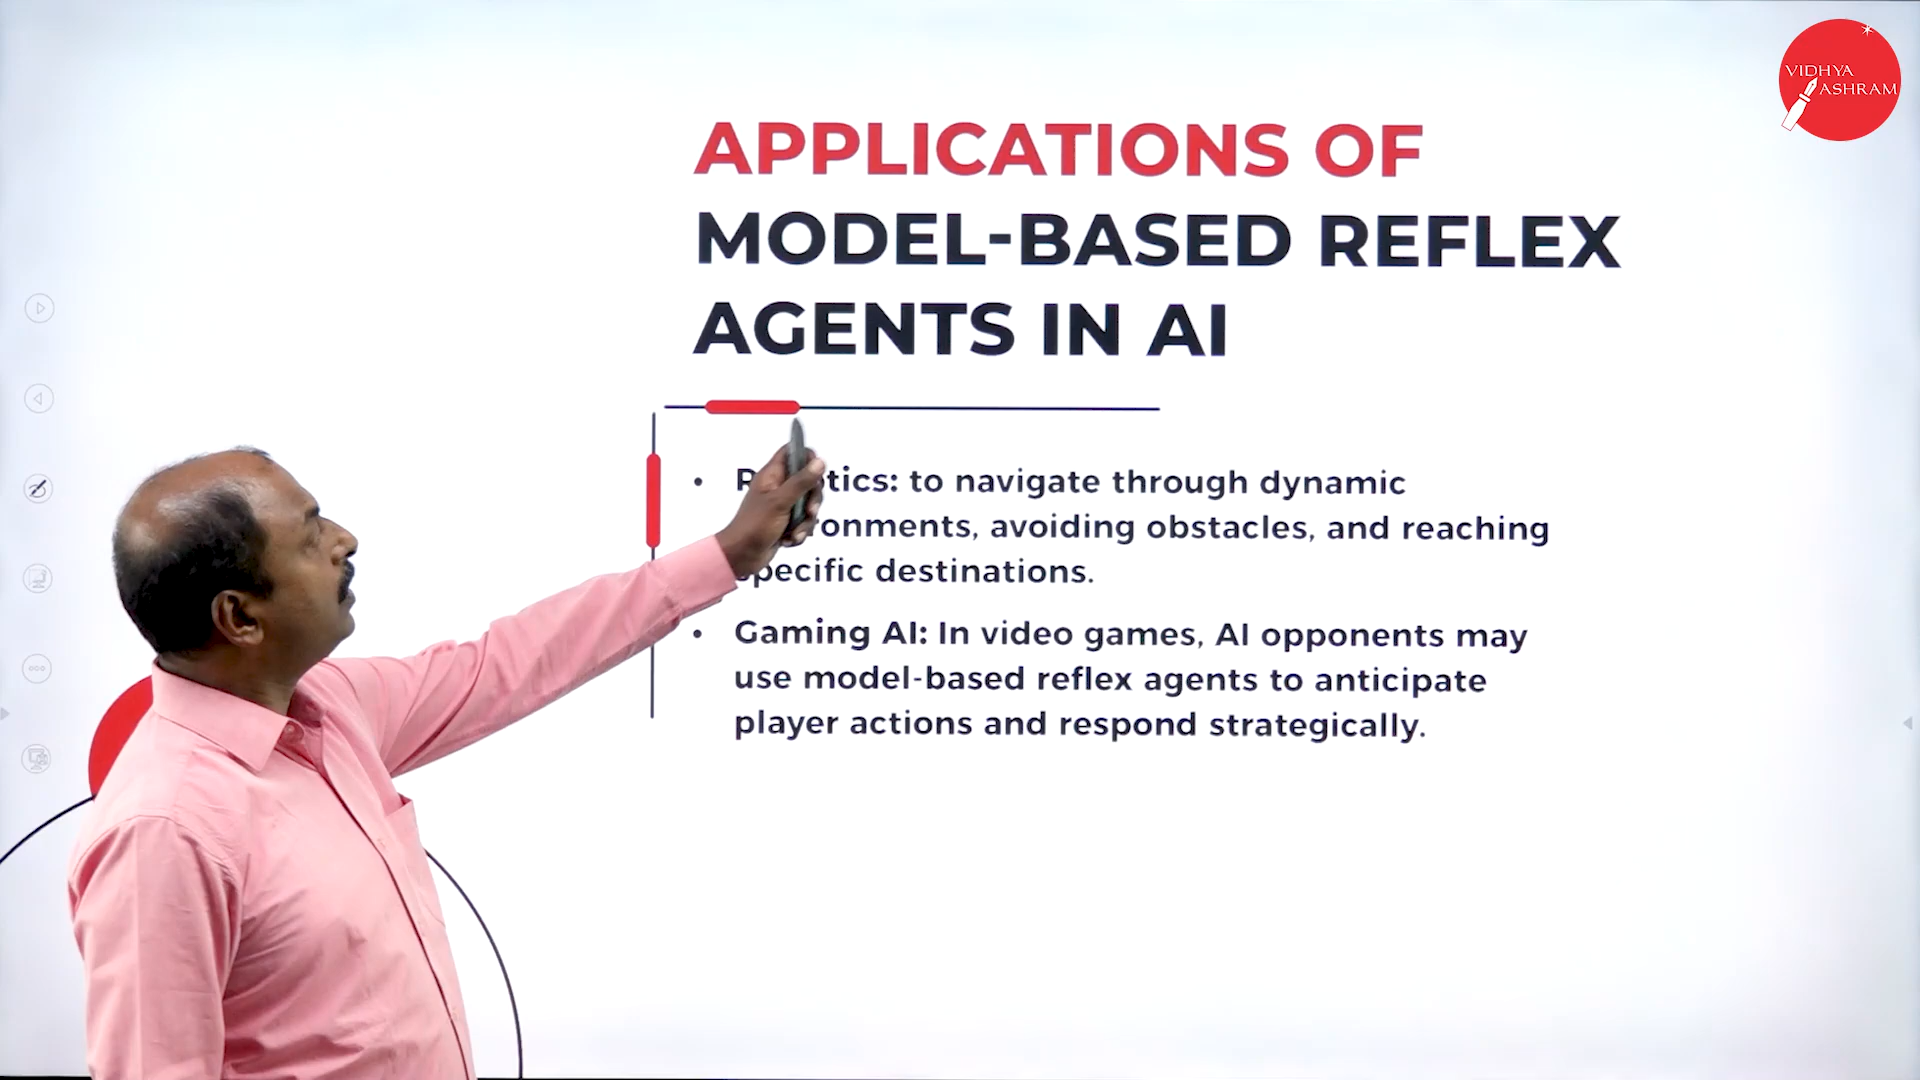 VIDHYA
ASHRAM
APPLICATIONS OF
MODEL-BASED REFLEX
AGENTS IN AI
• tics: to navigate through dynamic
ronments, avoiding obstacles, and reaching
specific destinations.
• Gaming AI: In video games, AI opponents may
use model-based reflex agents to anticipate
player actions and respond strategically.